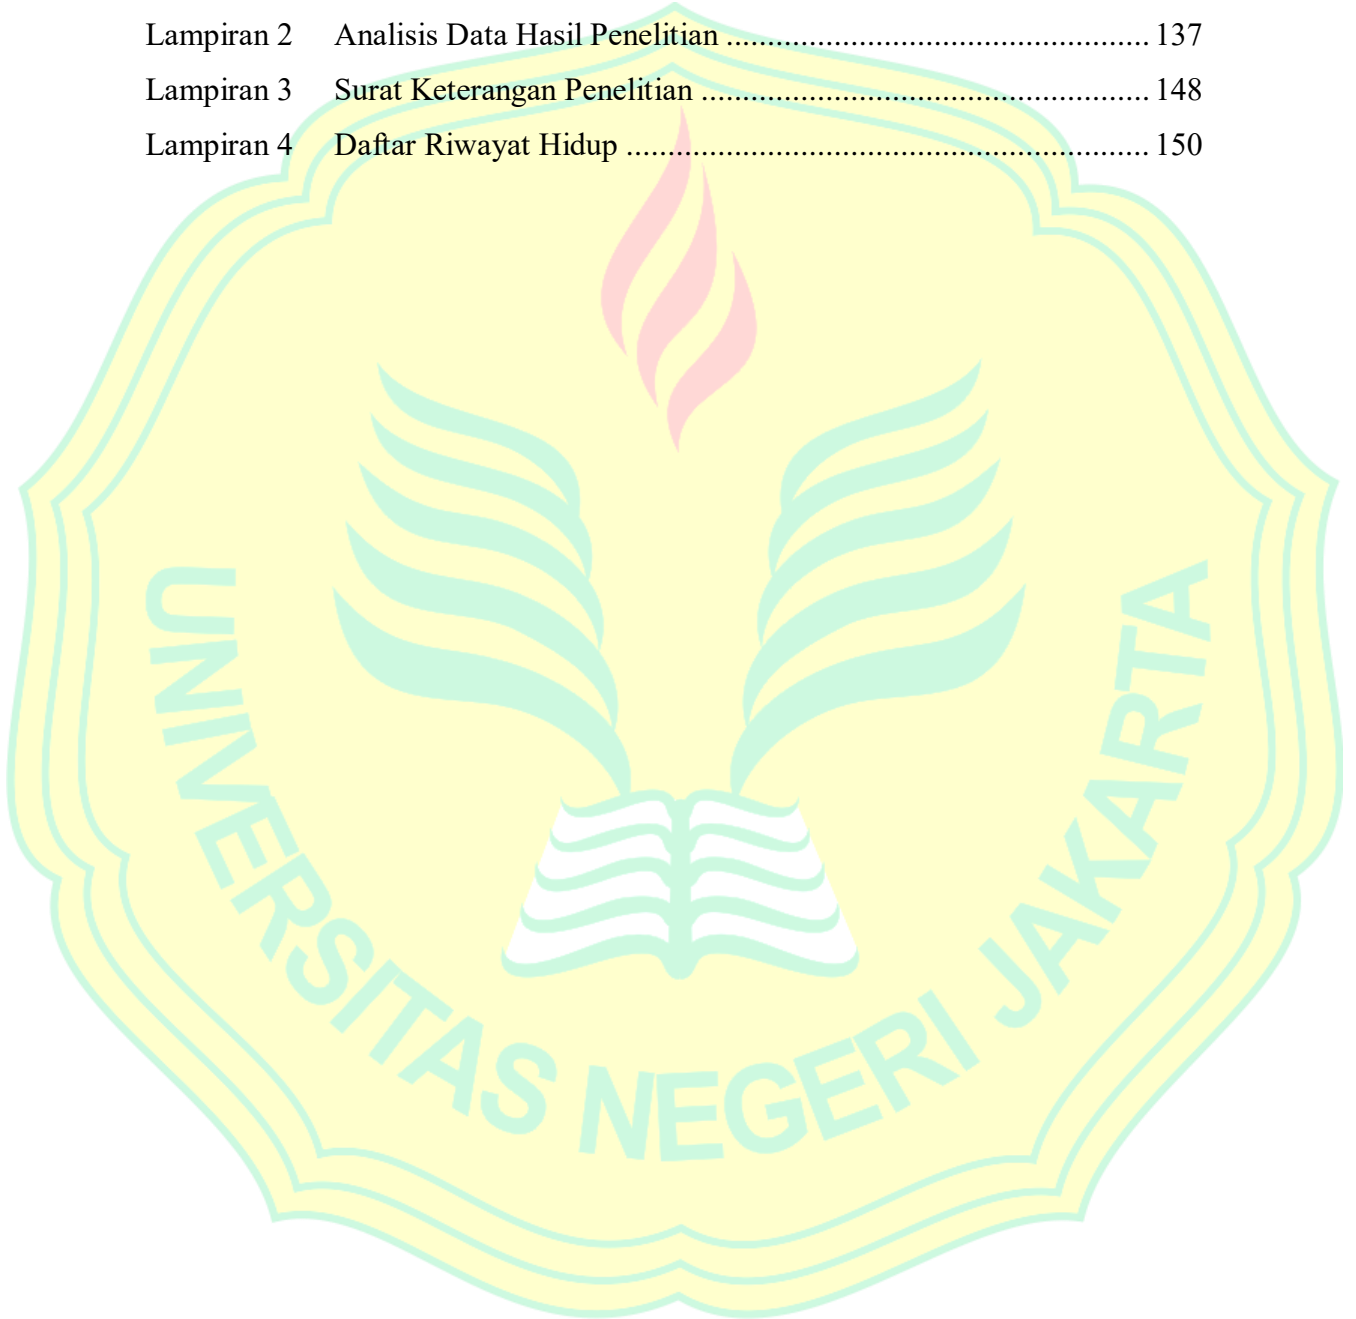 Lampiran 2 Analisis Data Hasil Penelitian ............................................... 137
Lampiran 3 Surat Keterangan Penelitian .................................................. 148
Lampiran 4 Daftar Riwayat Hidup .......................................................... 150
UNIVERSITAS NEGERI JAKARTA